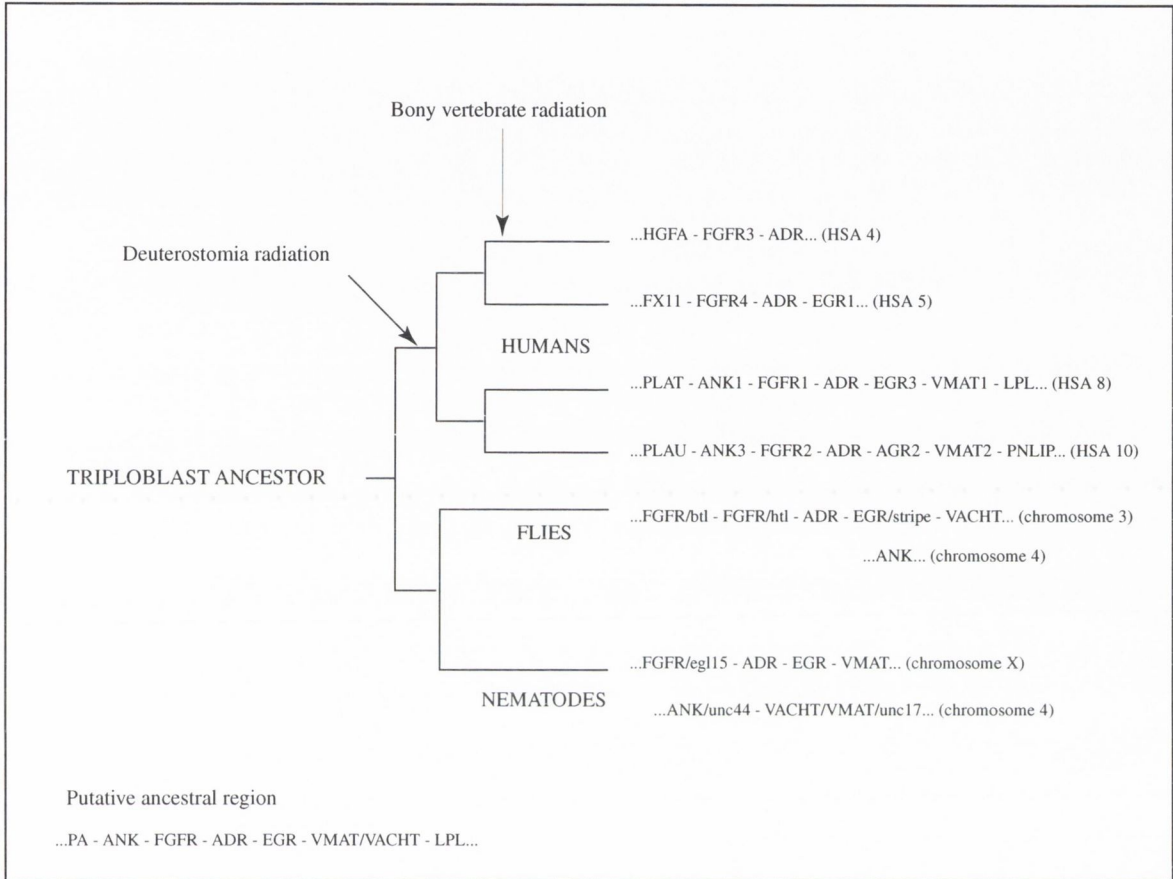 Bony vertebrate radiation
...HGFA - FGFR3 - ADR... (HSA 4)
Deuterostomia radiation
...FX11 - FGFR4 - ADR - EGR1... (HSA 5)
HUMANS
...PLAT - ANK1 - FGFR1 - ADR - EGR3 - VMAT1 - LPL... (HSA 8)
...PLAU - ANK3 - FGFR2 - ADR - AGR2 - VMAT2 - PNLIP... (HSA 10)
TRIPLOBLAST ANCESTOR
...FGFR/btl - FGFR/htl - ADR - EGR/stripe - VACHT... (chromosome 3)
FLIES
...ANK... (chromosome 4)
...FGFR/egl15 - ADR - EGR - VMAT... (chromosome X)
NEMATODES
...ANK/unc44 - VACHT/VMAT/unc17... (chromosome 4)
Putative ancestral region
...PA - ANK - FGFR - ADR - EGR - VMAT/VACHT - LPL...